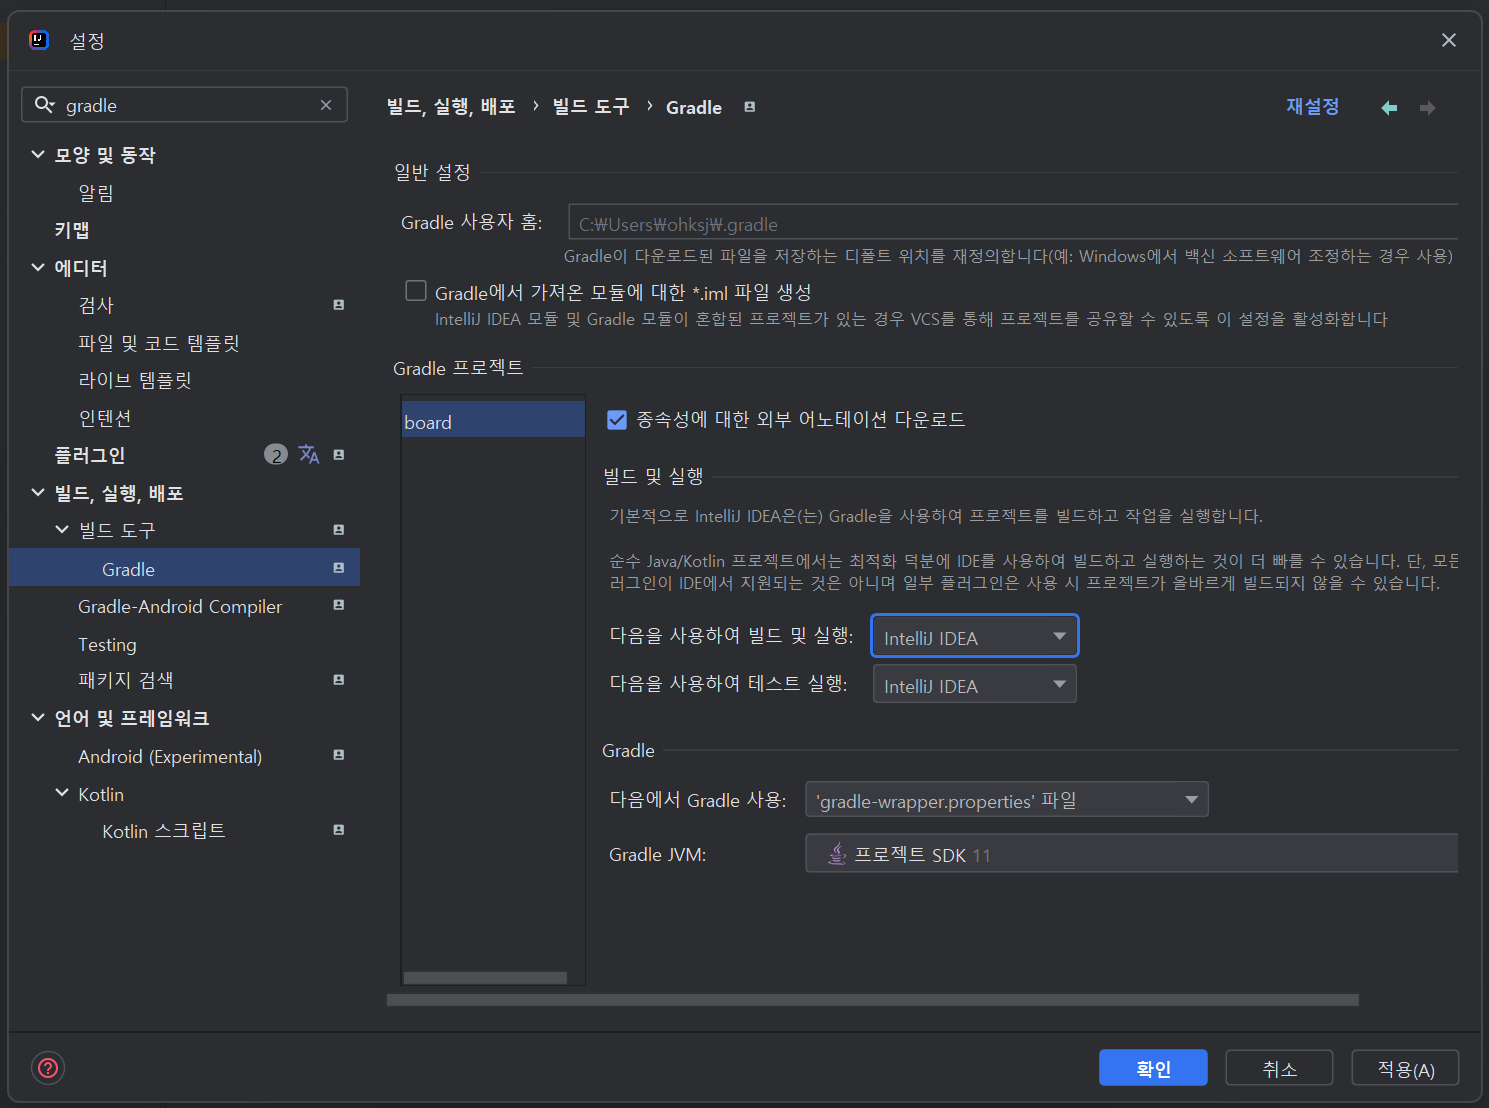 설정
gradle
모양 및 동작
알림
키맵
에디터
검사
파일 및 코드 템플릿
라이브 템플릿
인텐션
플러그인 2
빌드, 실행, 배포
빌드 도구
Gradle
Gradle-Android Compiler
Testing
패키지 검색
언어 및 프레임워크
Android (Experimental)
Kotlin
Kotlin 스크립트
빌드, 실행, 배포 › 빌드 도구 › Gradle
재설정
일반 설정
Gradle 사용자 홈: C:₩Users₩ohksj₩.gradle
Gradle이 다운로드된 파일을 저장하는 디폴트 위치를 재정의합니다(예: Windows에서 백신 소프트웨어 조정하는 경우 사용)
Gradle에서 가져온 모듈에 대한 *.iml 파일 생성
IntelliJ IDEA 모듈 및 Gradle 모듈이 혼합된 프로젝트가 있는 경우 VCS를 통해 프로젝트를 공유할 수 있도록 이 설정을 활성화합니다
Gradle 프로젝트
board
종속성에 대한 외부 어노테이션 다운로드
빌드 및 실행
기본적으로 IntelliJ IDEA은(는) Gradle을 사용하여 프로젝트를 빌드하고 작업을 실행합니다.
순수 Java/Kotlin 프로젝트에서는 최적화 덕분에 IDE를 사용하여 빌드하고 실행하는 것이 더 빠를 수 있습니다. 단, 모든
러그인이 IDE에서 지원되는 것은 아니며 일부 플러그인은 사용 시 프로젝트가 올바르게 빌드되지 않을 수 있습니다.
다음을 사용하여 빌드 및 실행: IntelliJ IDEA
다음을 사용하여 테스트 실행: IntelliJ IDEA
Gradle
다음에서 Gradle 사용: 'gradle-wrapper.properties' 파일
Gradle JVM: 프로젝트 SDK 11
확인
취소
적용(A)